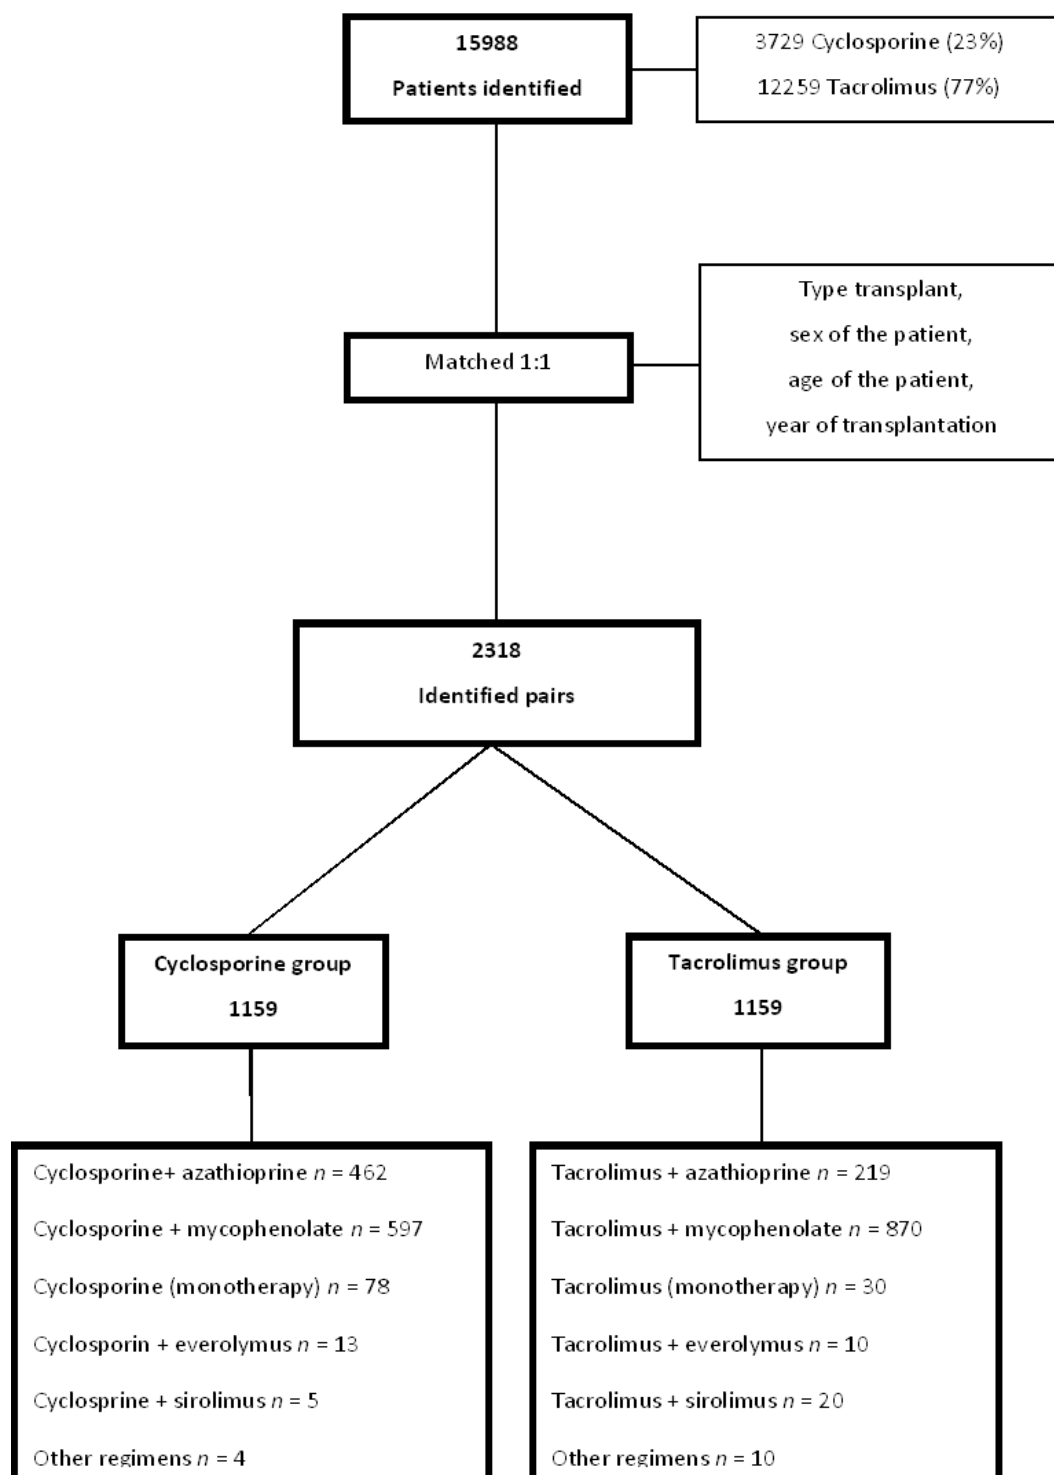 15988
Patients identified
3729 Cyclosporine (23%)
12259 Tacrolimus (77%)
Matched 1:1
Type transplant,
sex of the patient,
age of the patient,
year of transplantation
2318
Identified pairs
Cyclosporine group
1159
Tacrolimus group
1159
Cyclosporine+ azathioprine n = 462
Cyclosporine + mycophenolate n = 597
Cyclosporine (monotherapy) n = 78
Cyclosporin + everolymus n = 13
Cyclosprine + sirolimus n = 5
Other regimens n = 4
Tacrolimus + azathioprine n = 219
Tacrolimus + mycophenolate n = 870
Tacrolimus (monotherapy) n = 30
Tacrolimus + everolymus n = 10
Tacrolimus + sirolimus n = 20
Other regimens n = 10